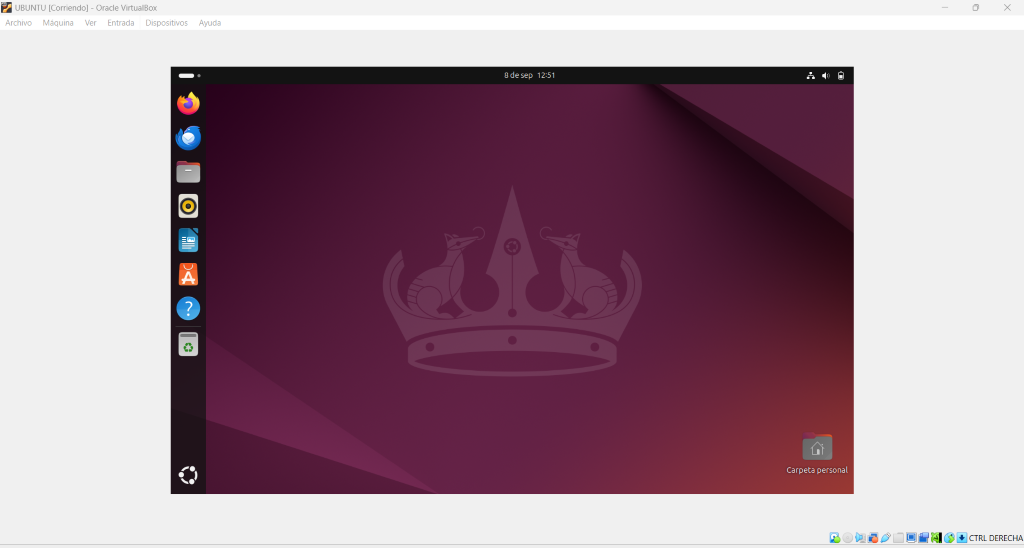 UBUNTU [Corriendo] - Oracle VirtualBox
Archivo Máquina Ver Entrada Dispositivos Ayuda
8 de sep 12:51
Carpeta personal
CTRL DERECHA